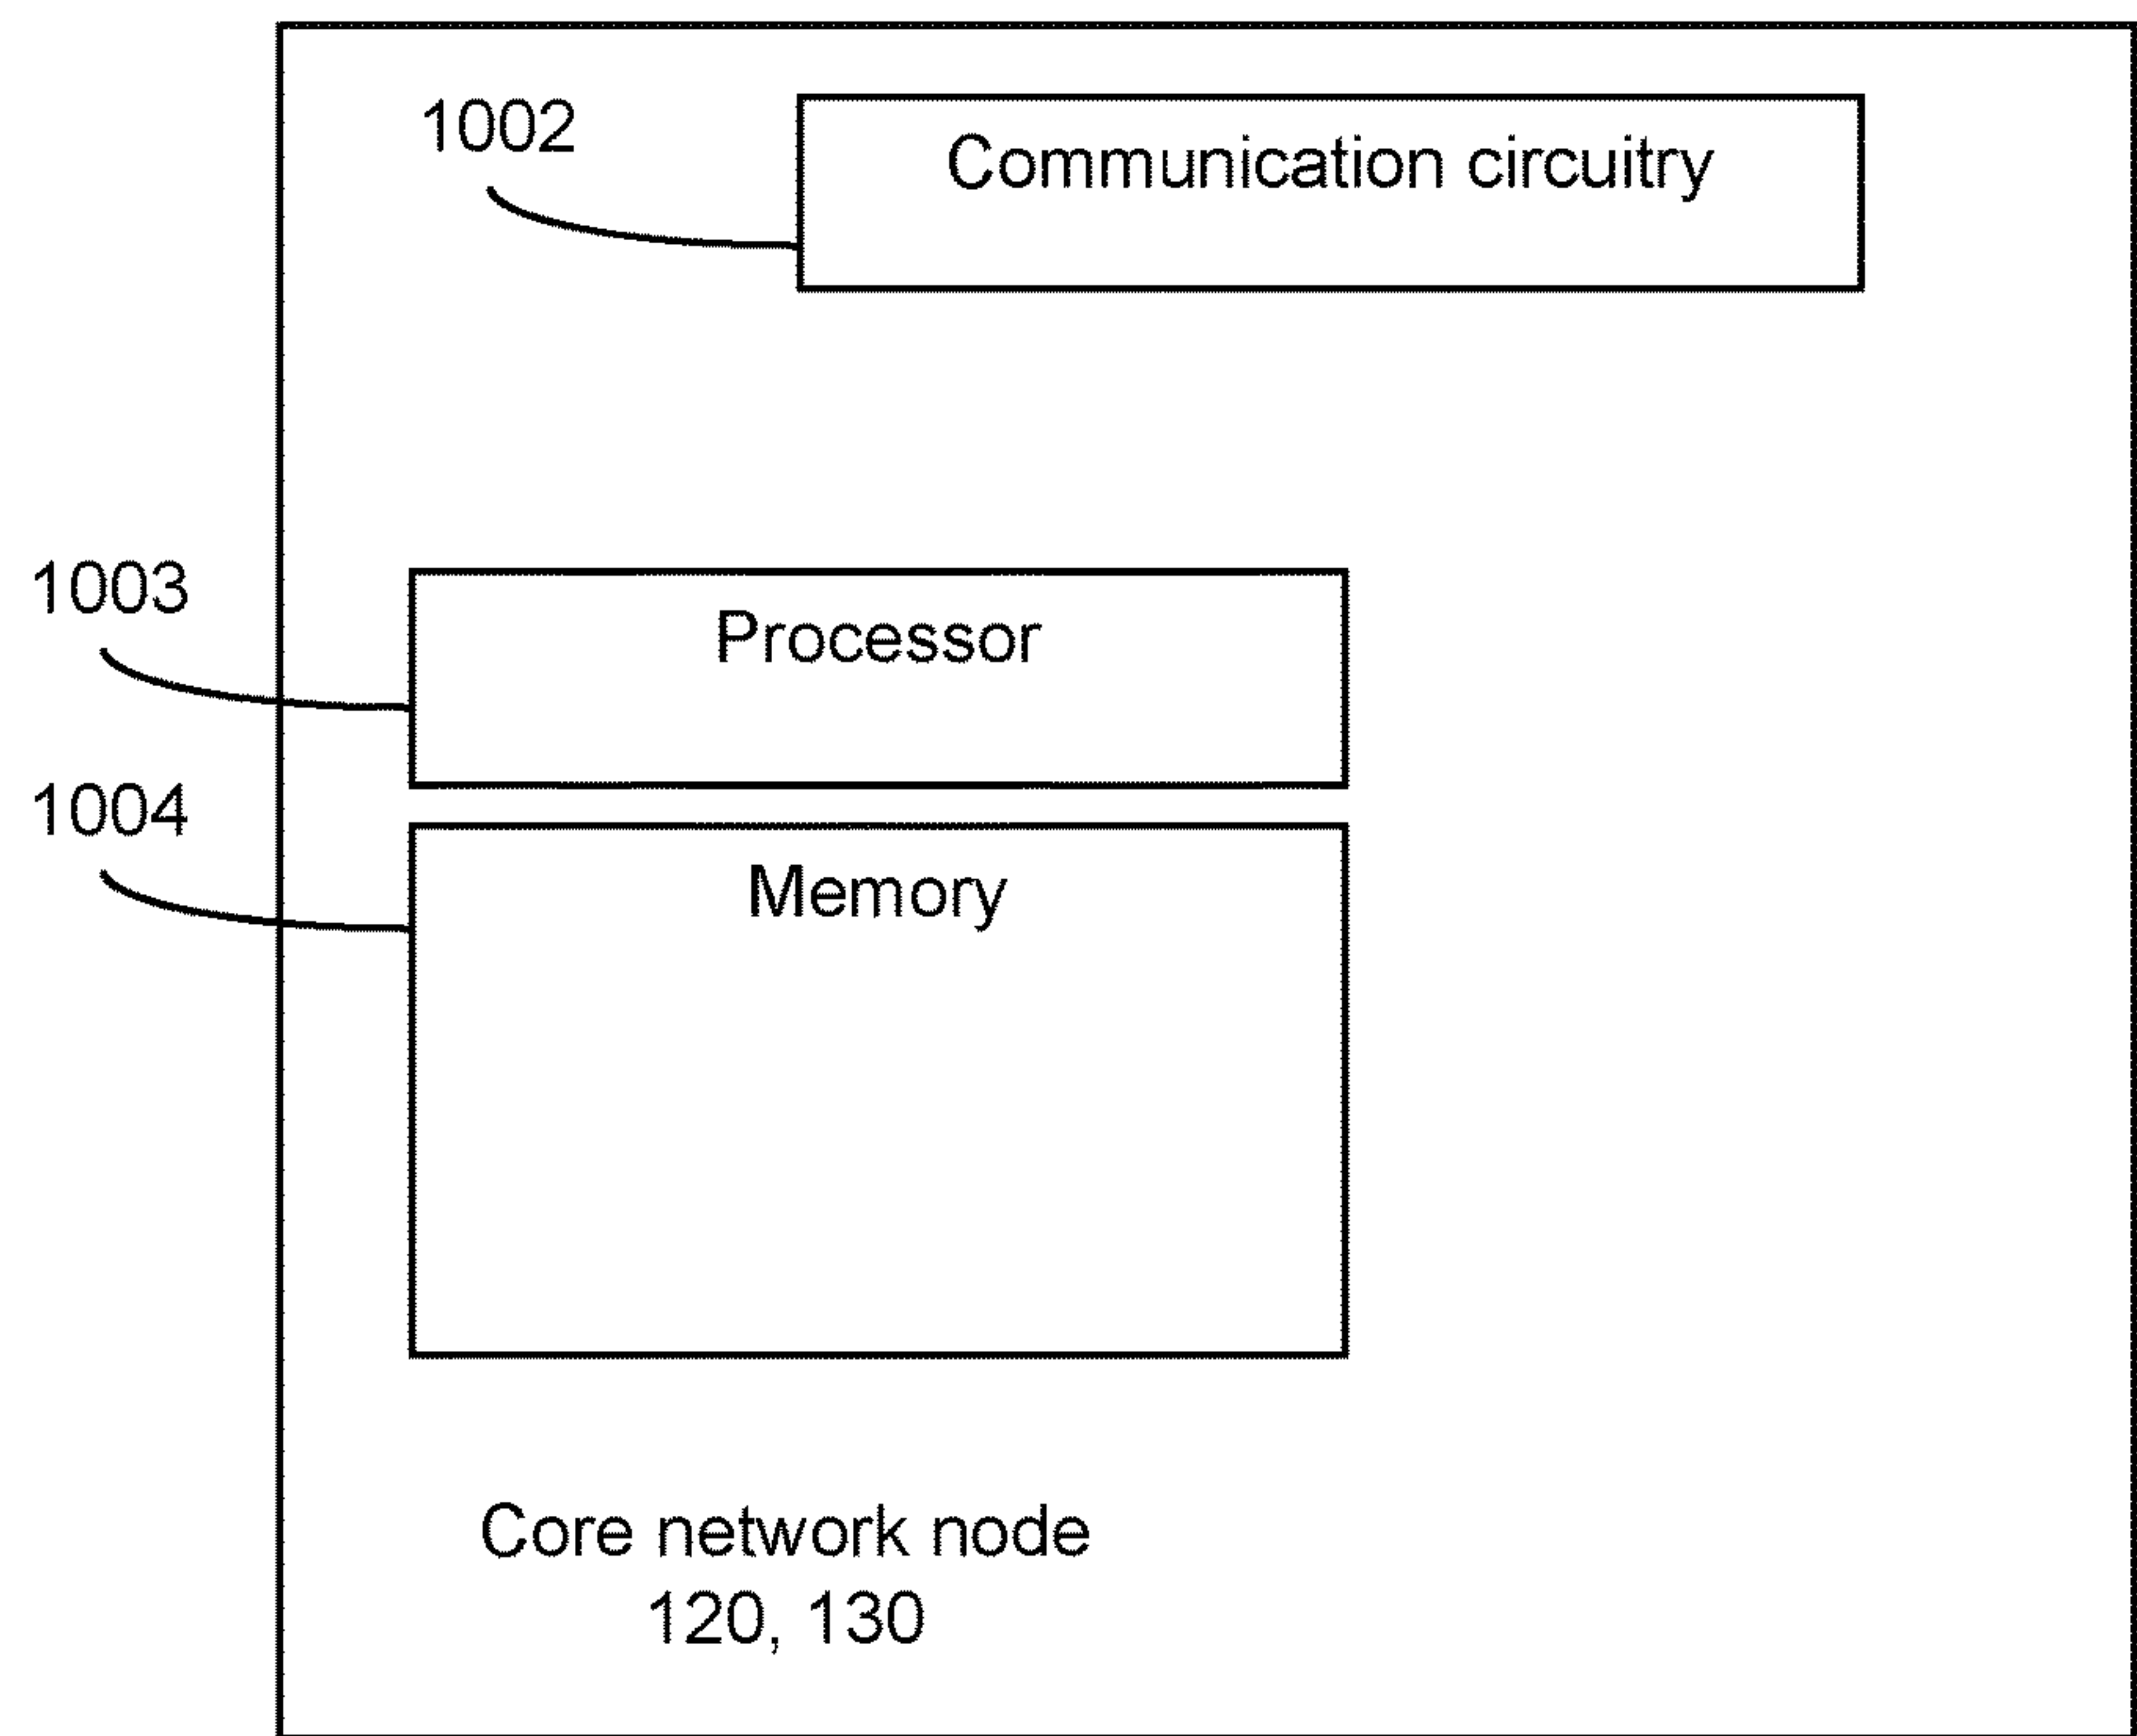 1002
Communication circuitry
1003
Processor
1004
Memory
Core network node
120, 130